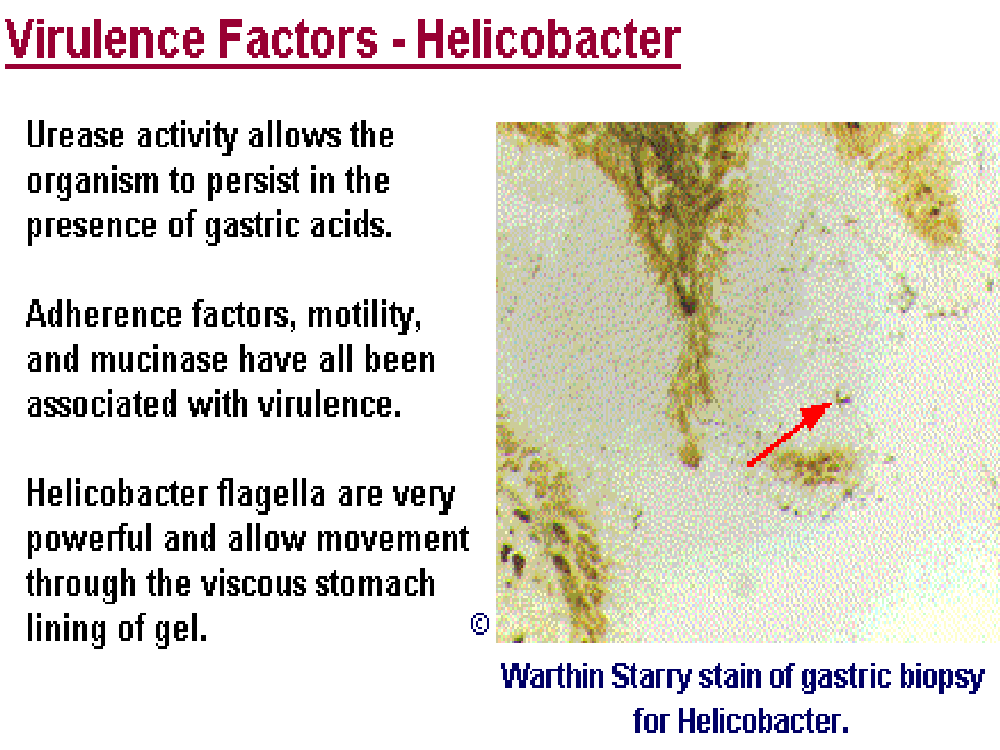 Virulence Factors - Helicobacter
Urease activity allows the
organism to persist in the
presence of gastric acids.
Adherence factors, motility,
and mucinase have all been
associated with virulence.
Helicobacter flagella are very
powerful and allow movement
through the viscous stomach
lining of gel.
©
Warthin Starry stain of gastric biopsy
for Helicobacter.